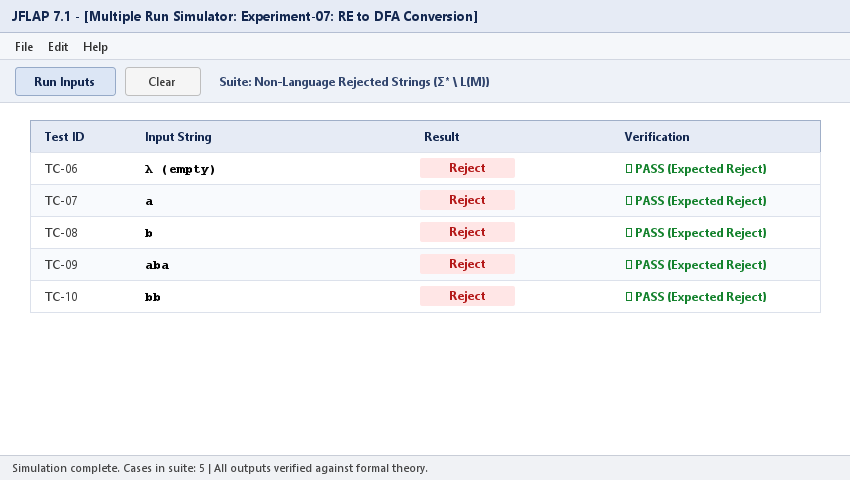 JFLAP 7.1 - [Multiple Run Simulator: Experiment-07: RE to DFA Conversion]
File Edit Help
Run Inputs Clear Suite: Non-Language Rejected Strings (Σ* \ L(M))
Test ID Input String Result Verification
TC-06 λ (empty) Reject PASS (Expected Reject)
TC-07 a Reject PASS (Expected Reject)
TC-08 b Reject PASS (Expected Reject)
TC-09 aba Reject PASS (Expected Reject)
TC-10 bb Reject PASS (Expected Reject)
Simulation complete. Cases in suite: 5 | All outputs verified against formal theory.